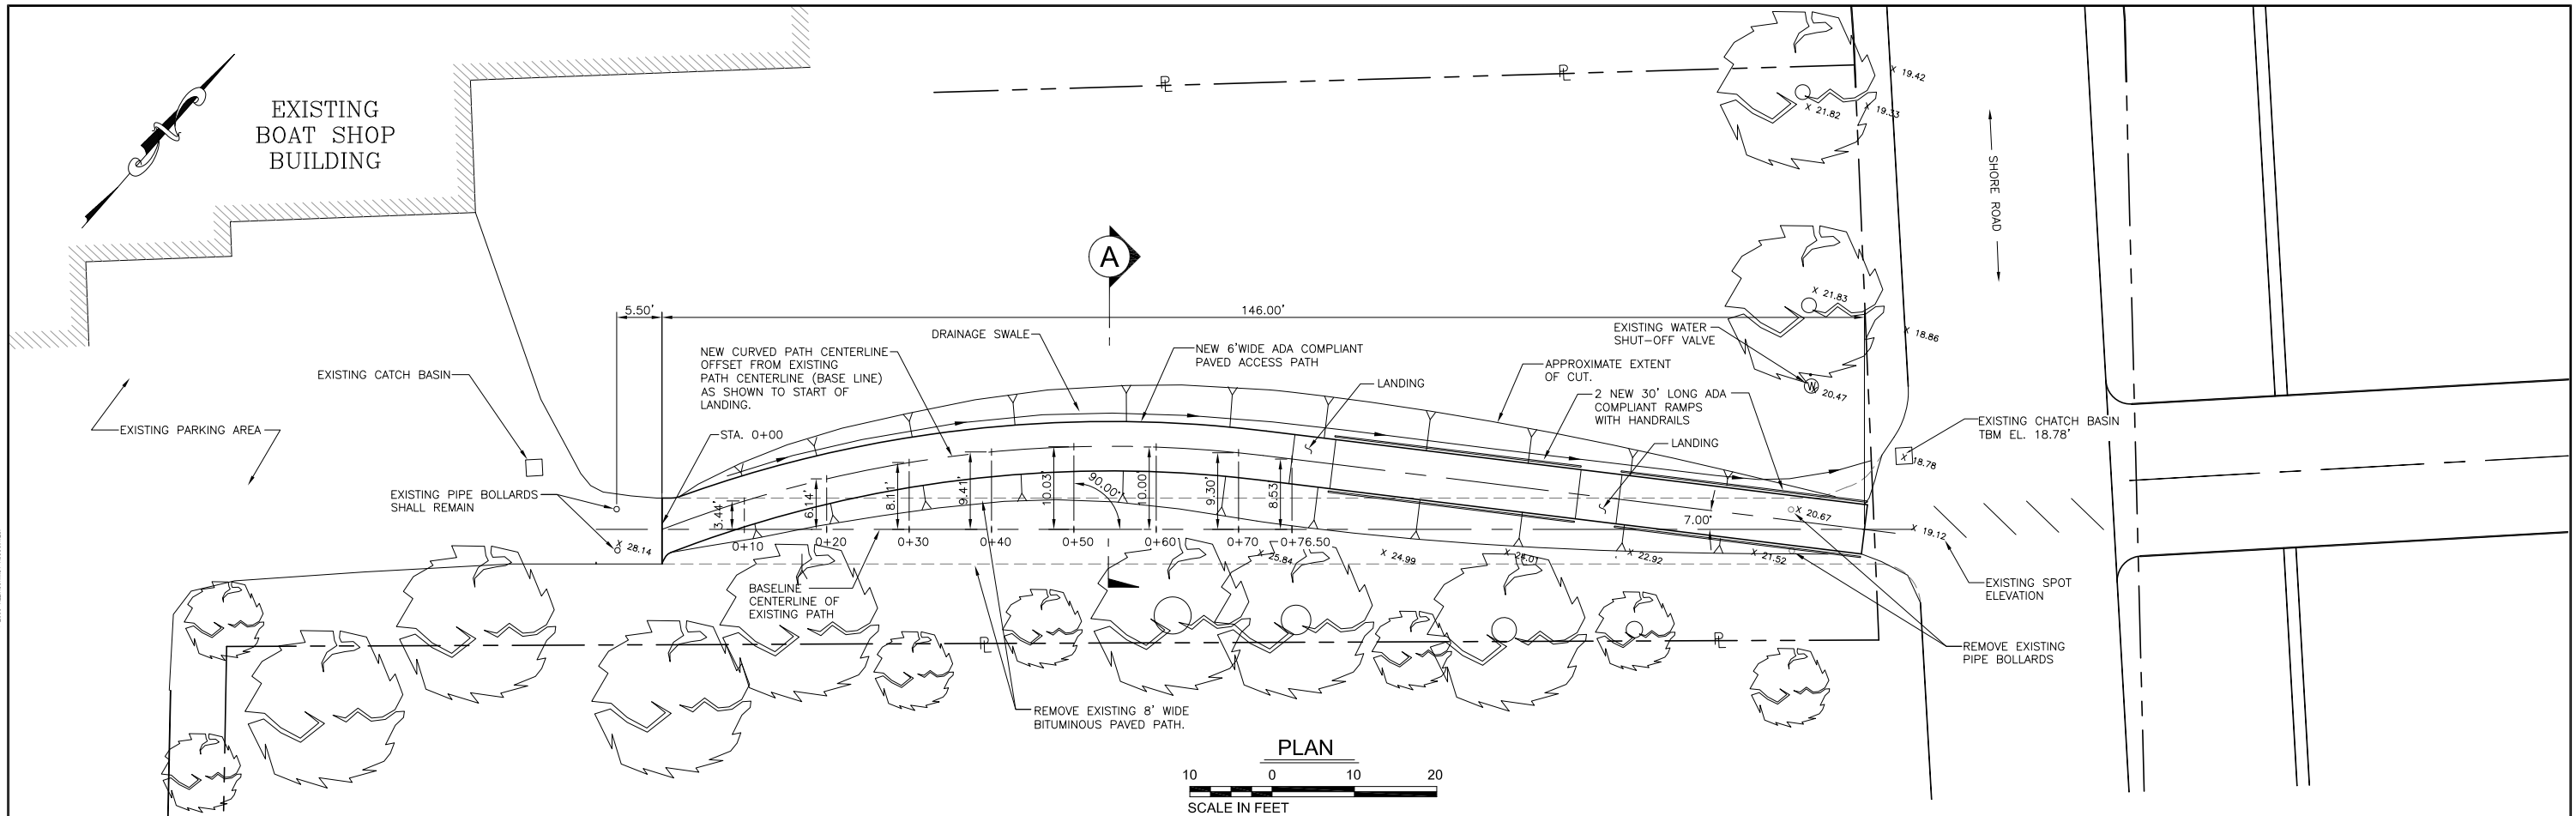 EXISTING
BOAT SHOP
BUILDING
℄
℄
X 19.42
X 21.82
X 19.33
SHORE ROAD
A
5.50'
146.00'
X 21.83
X 18.86
DRAINAGE SWALE
EXISTING WATER
SHUT-OFF VALVE
NEW CURVED PATH CENTERLINE
OFFSET FROM EXISTING
PATH CENTERLINE (BASE LINE)
AS SHOWN TO START OF
LANDING.
NEW 6'WIDE ADA COMPLIANT
PAVED ACCESS PATH
APPROXIMATE EXTENT
OF CUT.
EXISTING CATCH BASIN
LANDING
W
20.47
2 NEW 30' LONG ADA
COMPLIANT RAMPS
WITH HANDRAILS
EXISTING PARKING AREA
STA. 0+00
LANDING
EXISTING CHATCH BASIN
TBM EL. 18.78'
X 18.78
EXISTING PIPE BOLLARDS
SHALL REMAIN
3.44'
6.14'
8.11'
9.41'
10.03'
90.00°
10.00'
9.30'
8.53'
7.00'
X 20.67
X 19.12
X 28.14
0+10
0+20
0+30
0+40
0+50
0+60
0+70
0+76.50
X 25.84
X 24.99
X 24.01
X 22.92
X 21.52
BASELINE
CENTERLINE OF
EXISTING PATH
EXISTING SPOT
ELEVATION
℄
℄
REMOVE EXISTING
PIPE BOLLARDS
REMOVE EXISTING 8' WIDE
BITUMINOUS PAVED PATH.
PLAN
10 0 10 20
SCALE IN FEET